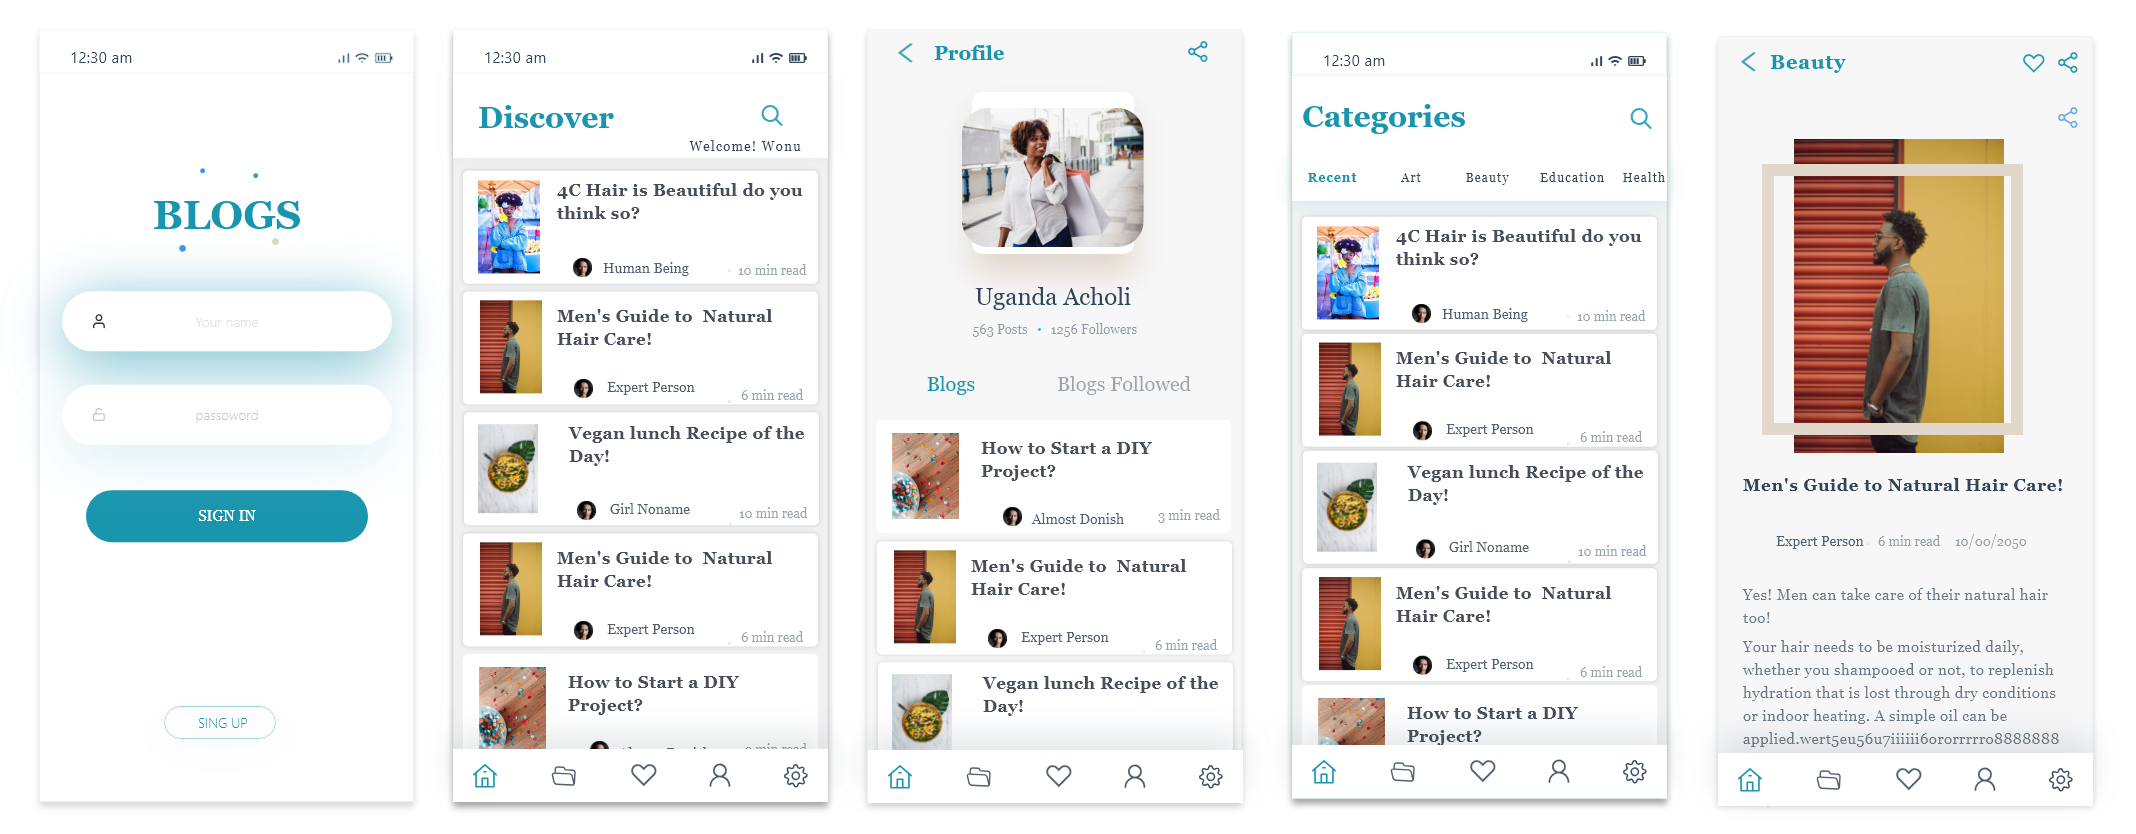 12:30 am
BLOGS
Your name
passoword
SIGN IN
SING UP
12:30 am
Discover
Welcome! Wonu
4C Hair is Beautiful do you
think so?
Human Being
10 min read
Men's Guide to Natural
Hair Care!
Expert Person
6 min read
Vegan lunch Recipe of the
Day!
Girl Noname
10 min read
Men's Guide to Natural
Hair Care!
Expert Person
6 min read
How to Start a DIY
Project?
Profile
Uganda Acholi
563 Posts • 1256 Followers
Blogs
Blogs Followed
How to Start a DIY
Project?
Almost Donish
3 min read
Men's Guide to Natural
Hair Care!
Expert Person
6 min read
Vegan lunch Recipe of the
Day!
12:30 am
Categories
Recent Art Beauty Education Health
4C Hair is Beautiful do you
think so?
Human Being
10 min read
Men's Guide to Natural
Hair Care!
Expert Person
6 min read
Vegan lunch Recipe of the
Day!
Girl Noname
10 min read
Men's Guide to Natural
Hair Care!
Expert Person
6 min read
How to Start a DIY
Project?
Beauty
Men's Guide to Natural Hair Care!
Expert Person 6 min read 10/00/2050
Yes! Men can take care of their natural hair
too!
Your hair needs to be moisturized daily,
whether you shampooed or not, to replenish
hydration that is lost through dry conditions
or indoor heating. A simple oil can be